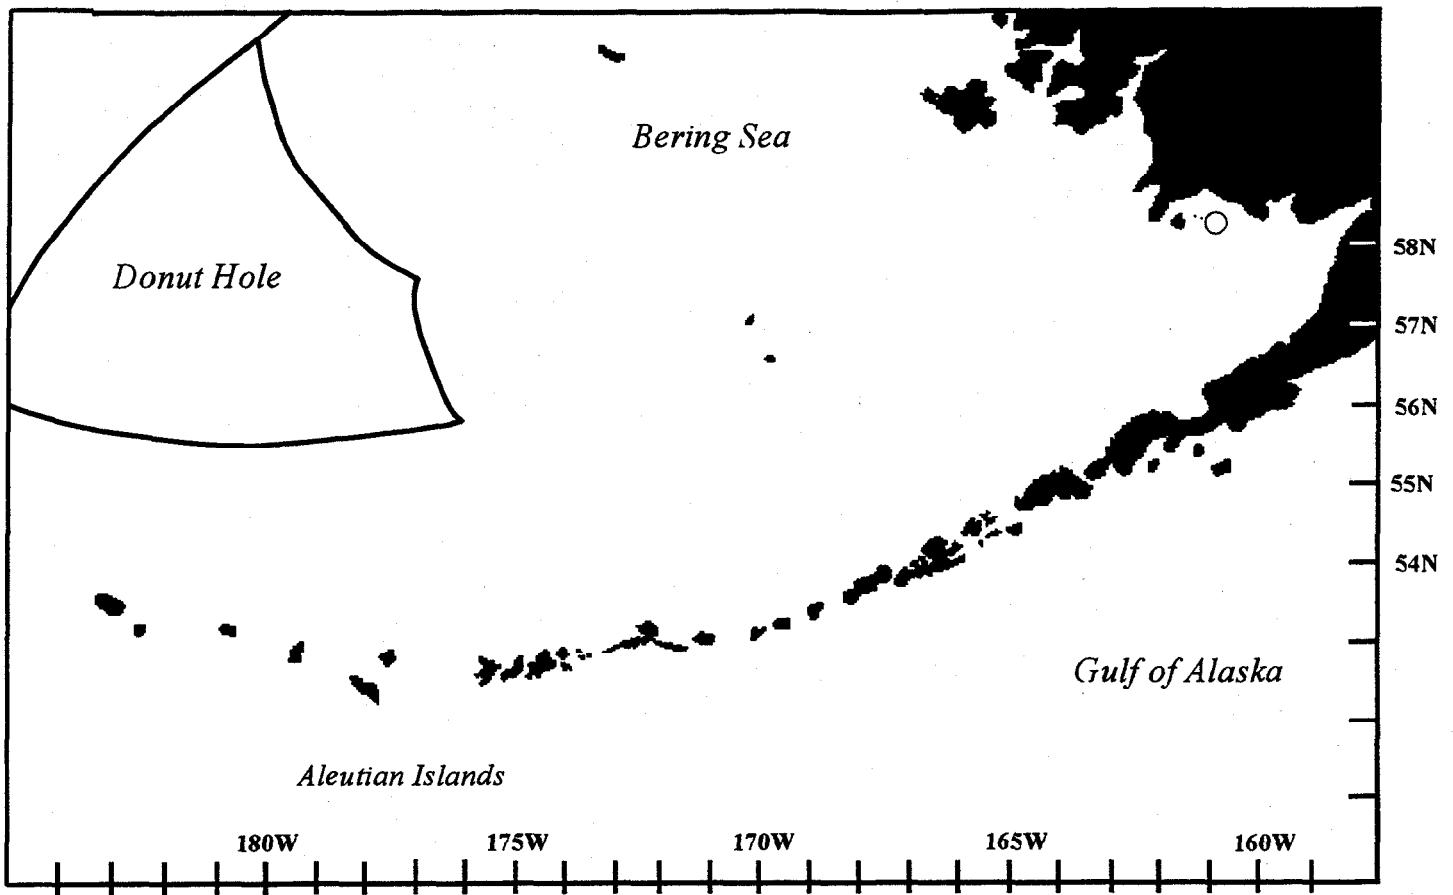 Bering Sea
Donut Hole
58N
57N
56N
55N
54N
Gulf of Alaska
Aleutian Islands
180W
175W
170W
165W
160W